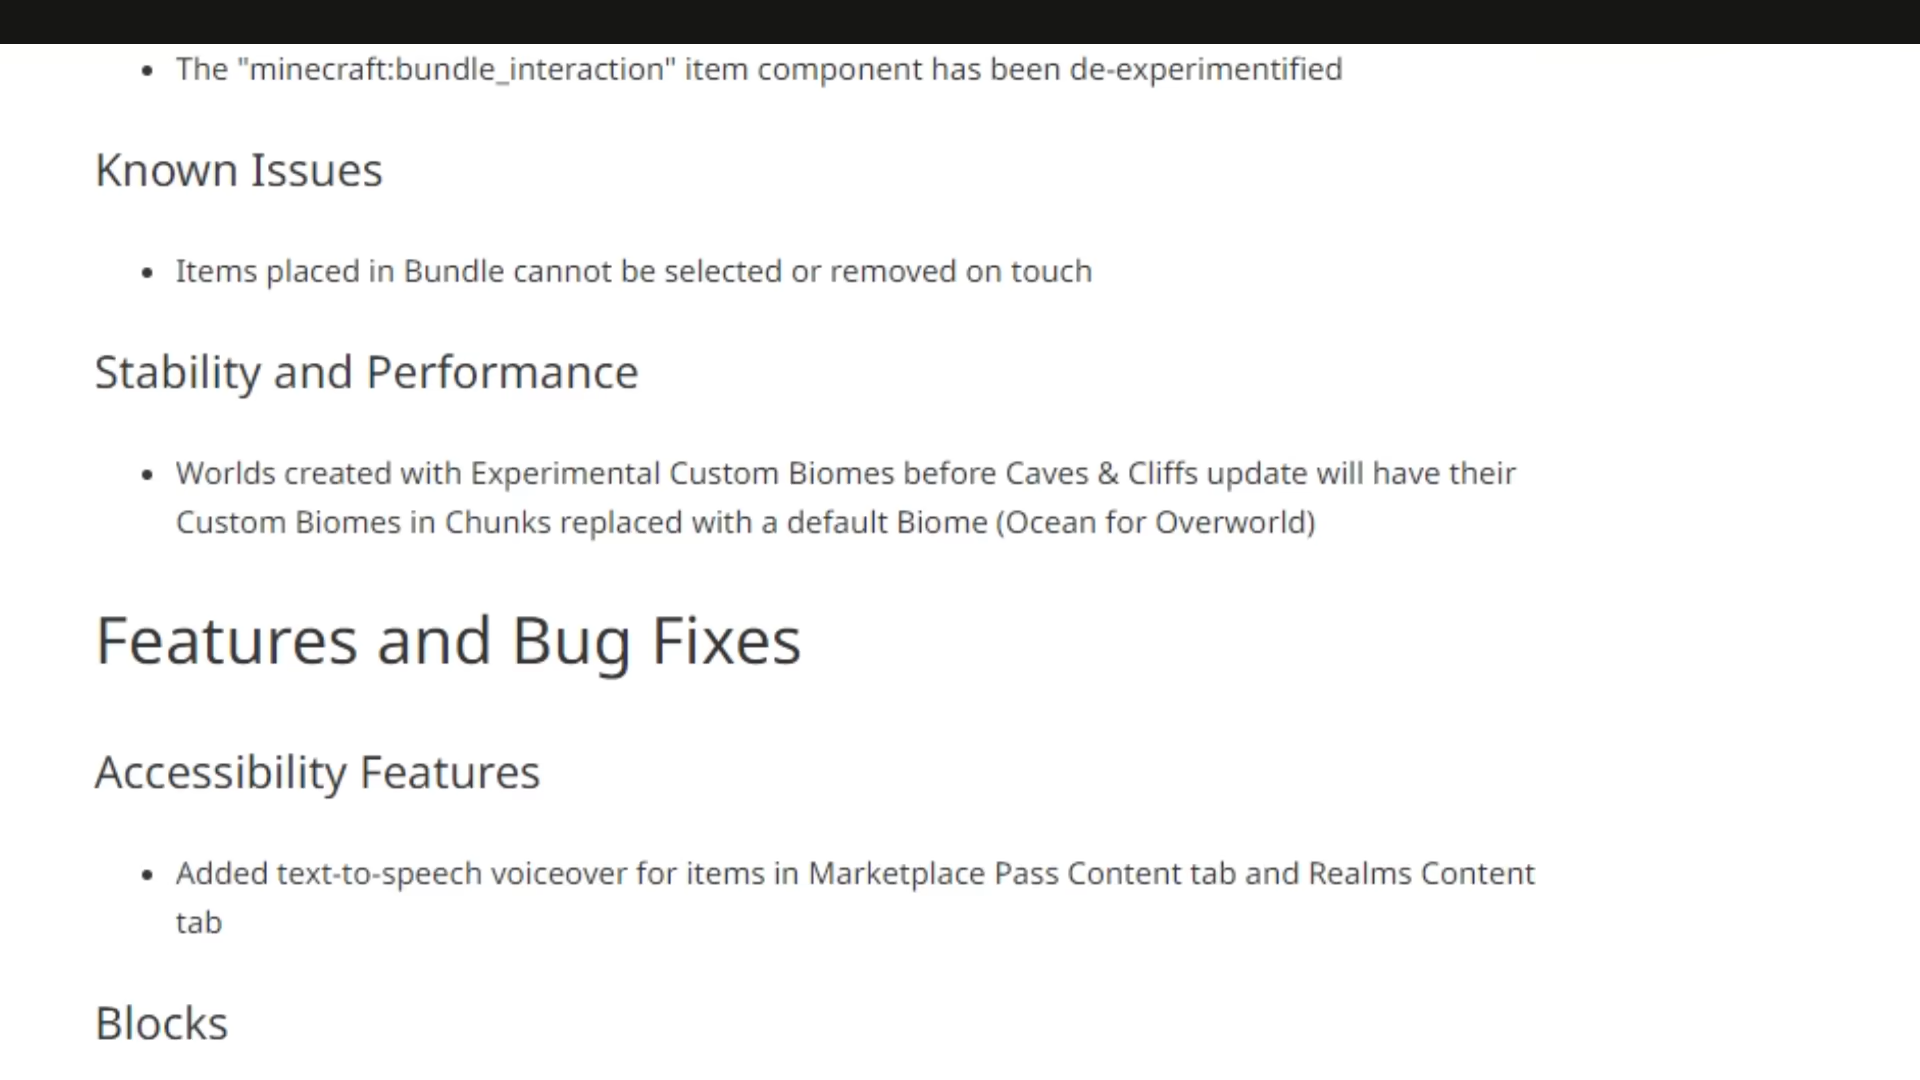 • The "minecraft:bundle_interaction" item component has been de-experimentified
Known Issues
• Items placed in Bundle cannot be selected or removed on touch
Stability and Performance
• Worlds created with Experimental Custom Biomes before Caves & Cliffs update will have their
Custom Biomes in Chunks replaced with a default Biome (Ocean for Overworld)
Features and Bug Fixes
Accessibility Features
• Added text-to-speech voiceover for items in Marketplace Pass Content tab and Realms Content
tab
Blocks